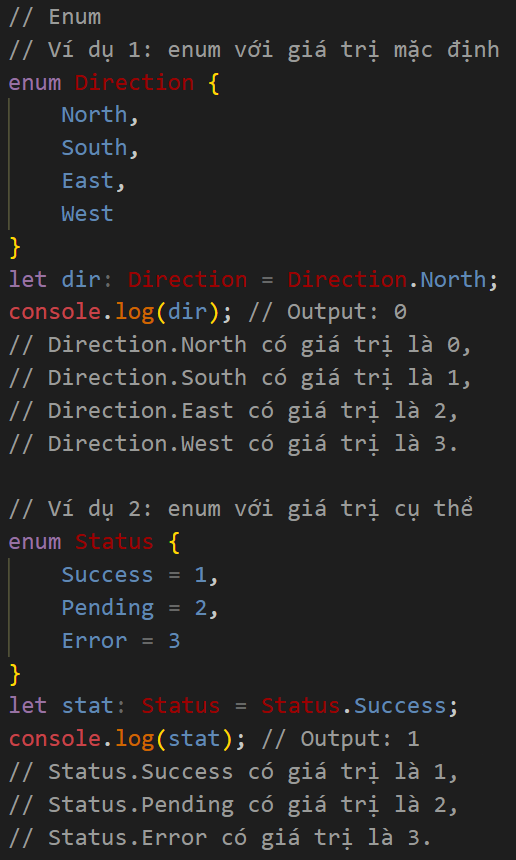 // Enum
// Ví dụ 1: enum với giá trị mặc định
enum Direction {
    North,
    South,
    East,
    West
}
let dir: Direction = Direction.North;
console.log(dir); // Output: 0
// Direction.North có giá trị là 0,
// Direction.South có giá trị là 1,
// Direction.East có giá trị là 2,
// Direction.West có giá trị là 3.

// Ví dụ 2: enum với giá trị cụ thể
enum Status {
    Success = 1,
    Pending = 2,
    Error = 3
}
let stat: Status = Status.Success;
console.log(stat); // Output: 1
// Status.Success có giá trị là 1,
// Status.Pending có giá trị là 2,
// Status.Error có giá trị là 3.